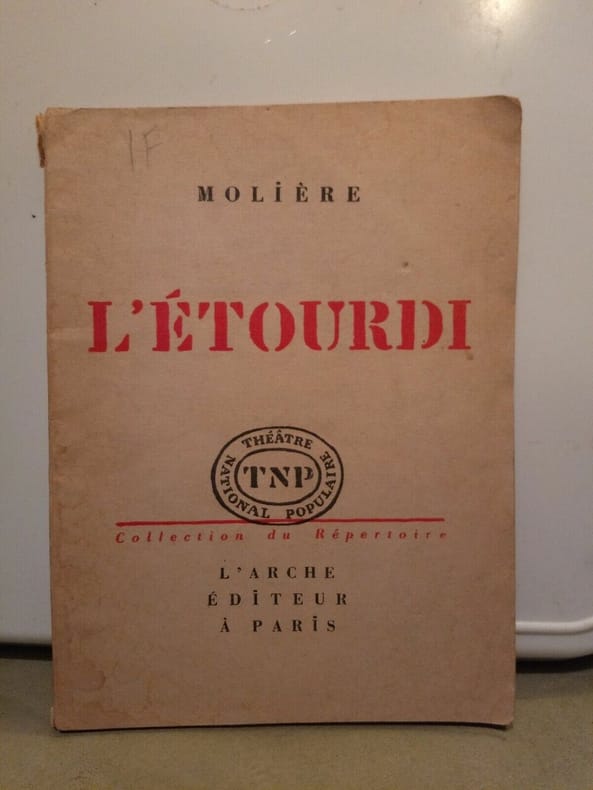 1F
MOLIÈRE
L'ÉTOURDI
THÉÂTRE
NATIONAL POPULAIRE
TNP
Collection du Répertoire
L'ARCHE
ÉDITEUR
À PARIS